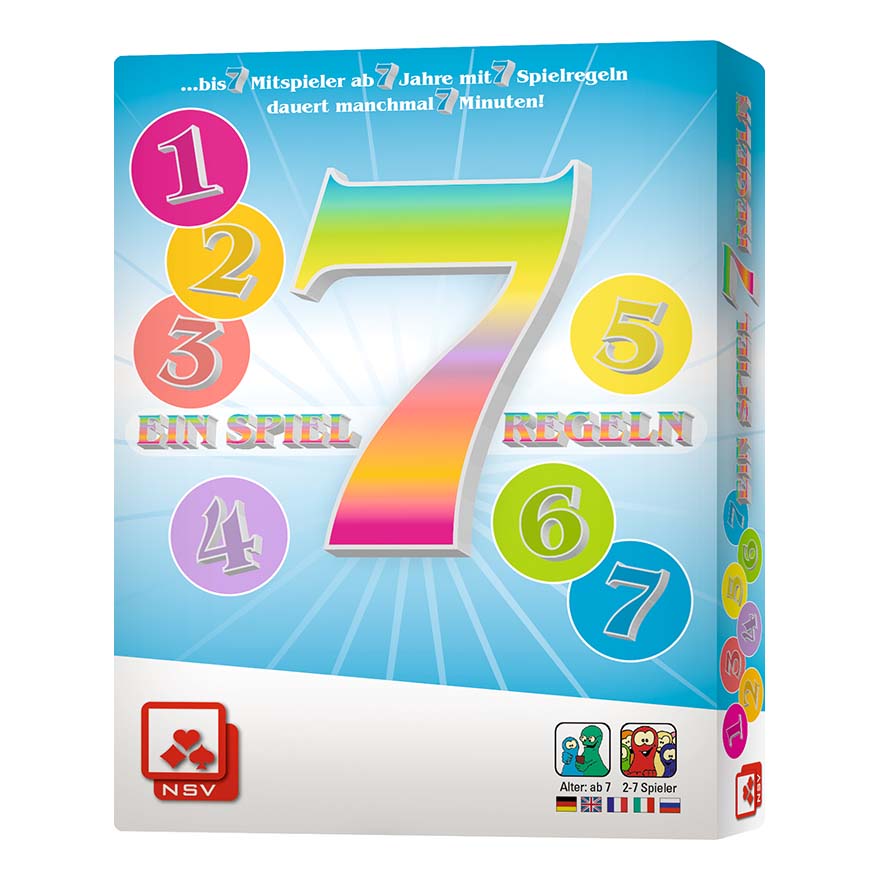 ...bis 7 Mitspieler ab 7 Jahre mit 7 Spielregeln
dauert manchmal 7 Minuten!
1
2
3
7
5
EIN SPIEL
REGELN
4
6
7
NSV
Alter: ab 7
2-7 Spieler
EIN SPIEL 7 REGELN
1
2
3
4
5
6
7
NSV